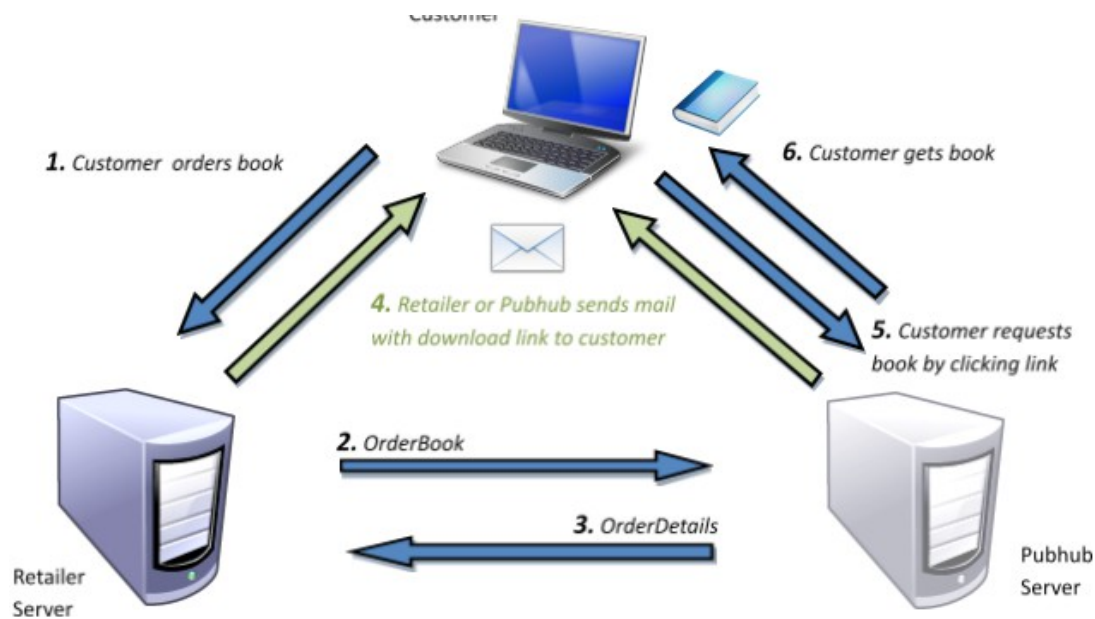 Customer
1. Customer orders book
6. Customer gets book
4. Retailer or Pubhub sends mail
with download link to customer
5. Customer requests
book by clicking link
2. OrderBook
3. OrderDetails
Retailer
Server
Pubhub
Server